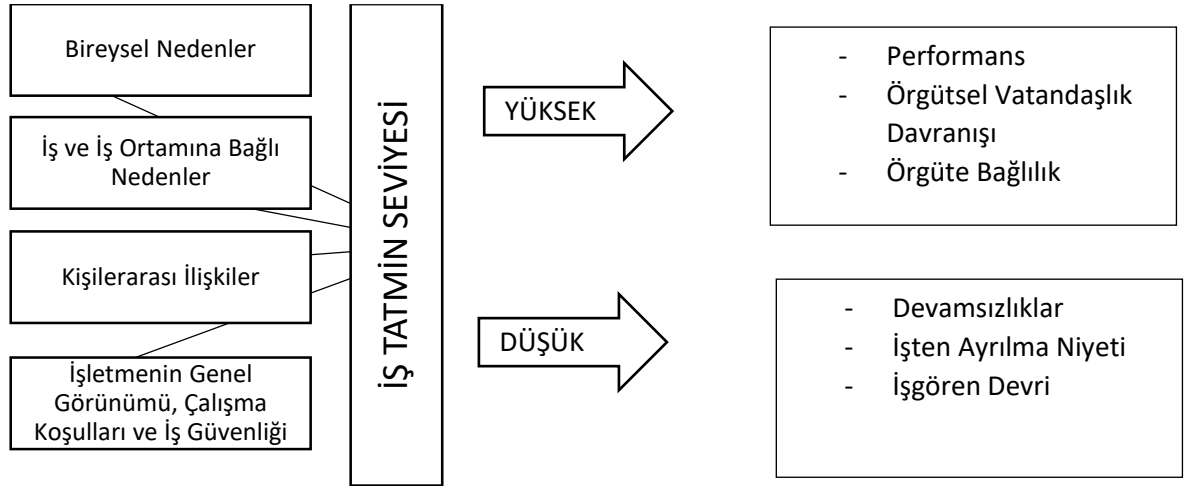 Bireysel Nedenler
İş ve İş Ortamına Bağlı
Nedenler
Kişilerarası İlişkiler
İşletmenin Genel
Görünümü, Çalışma
Koşulları ve İş Güvenliği
İŞ TATMİN SEVİYESİ
YÜKSEK
DÜŞÜK
- Performans
- Örgütsel Vatandaşlık
Davranışı
- Örgüte Bağlılık
- Devamsızlıklar
- İşten Ayrılma Niyeti
- İşgören Devri